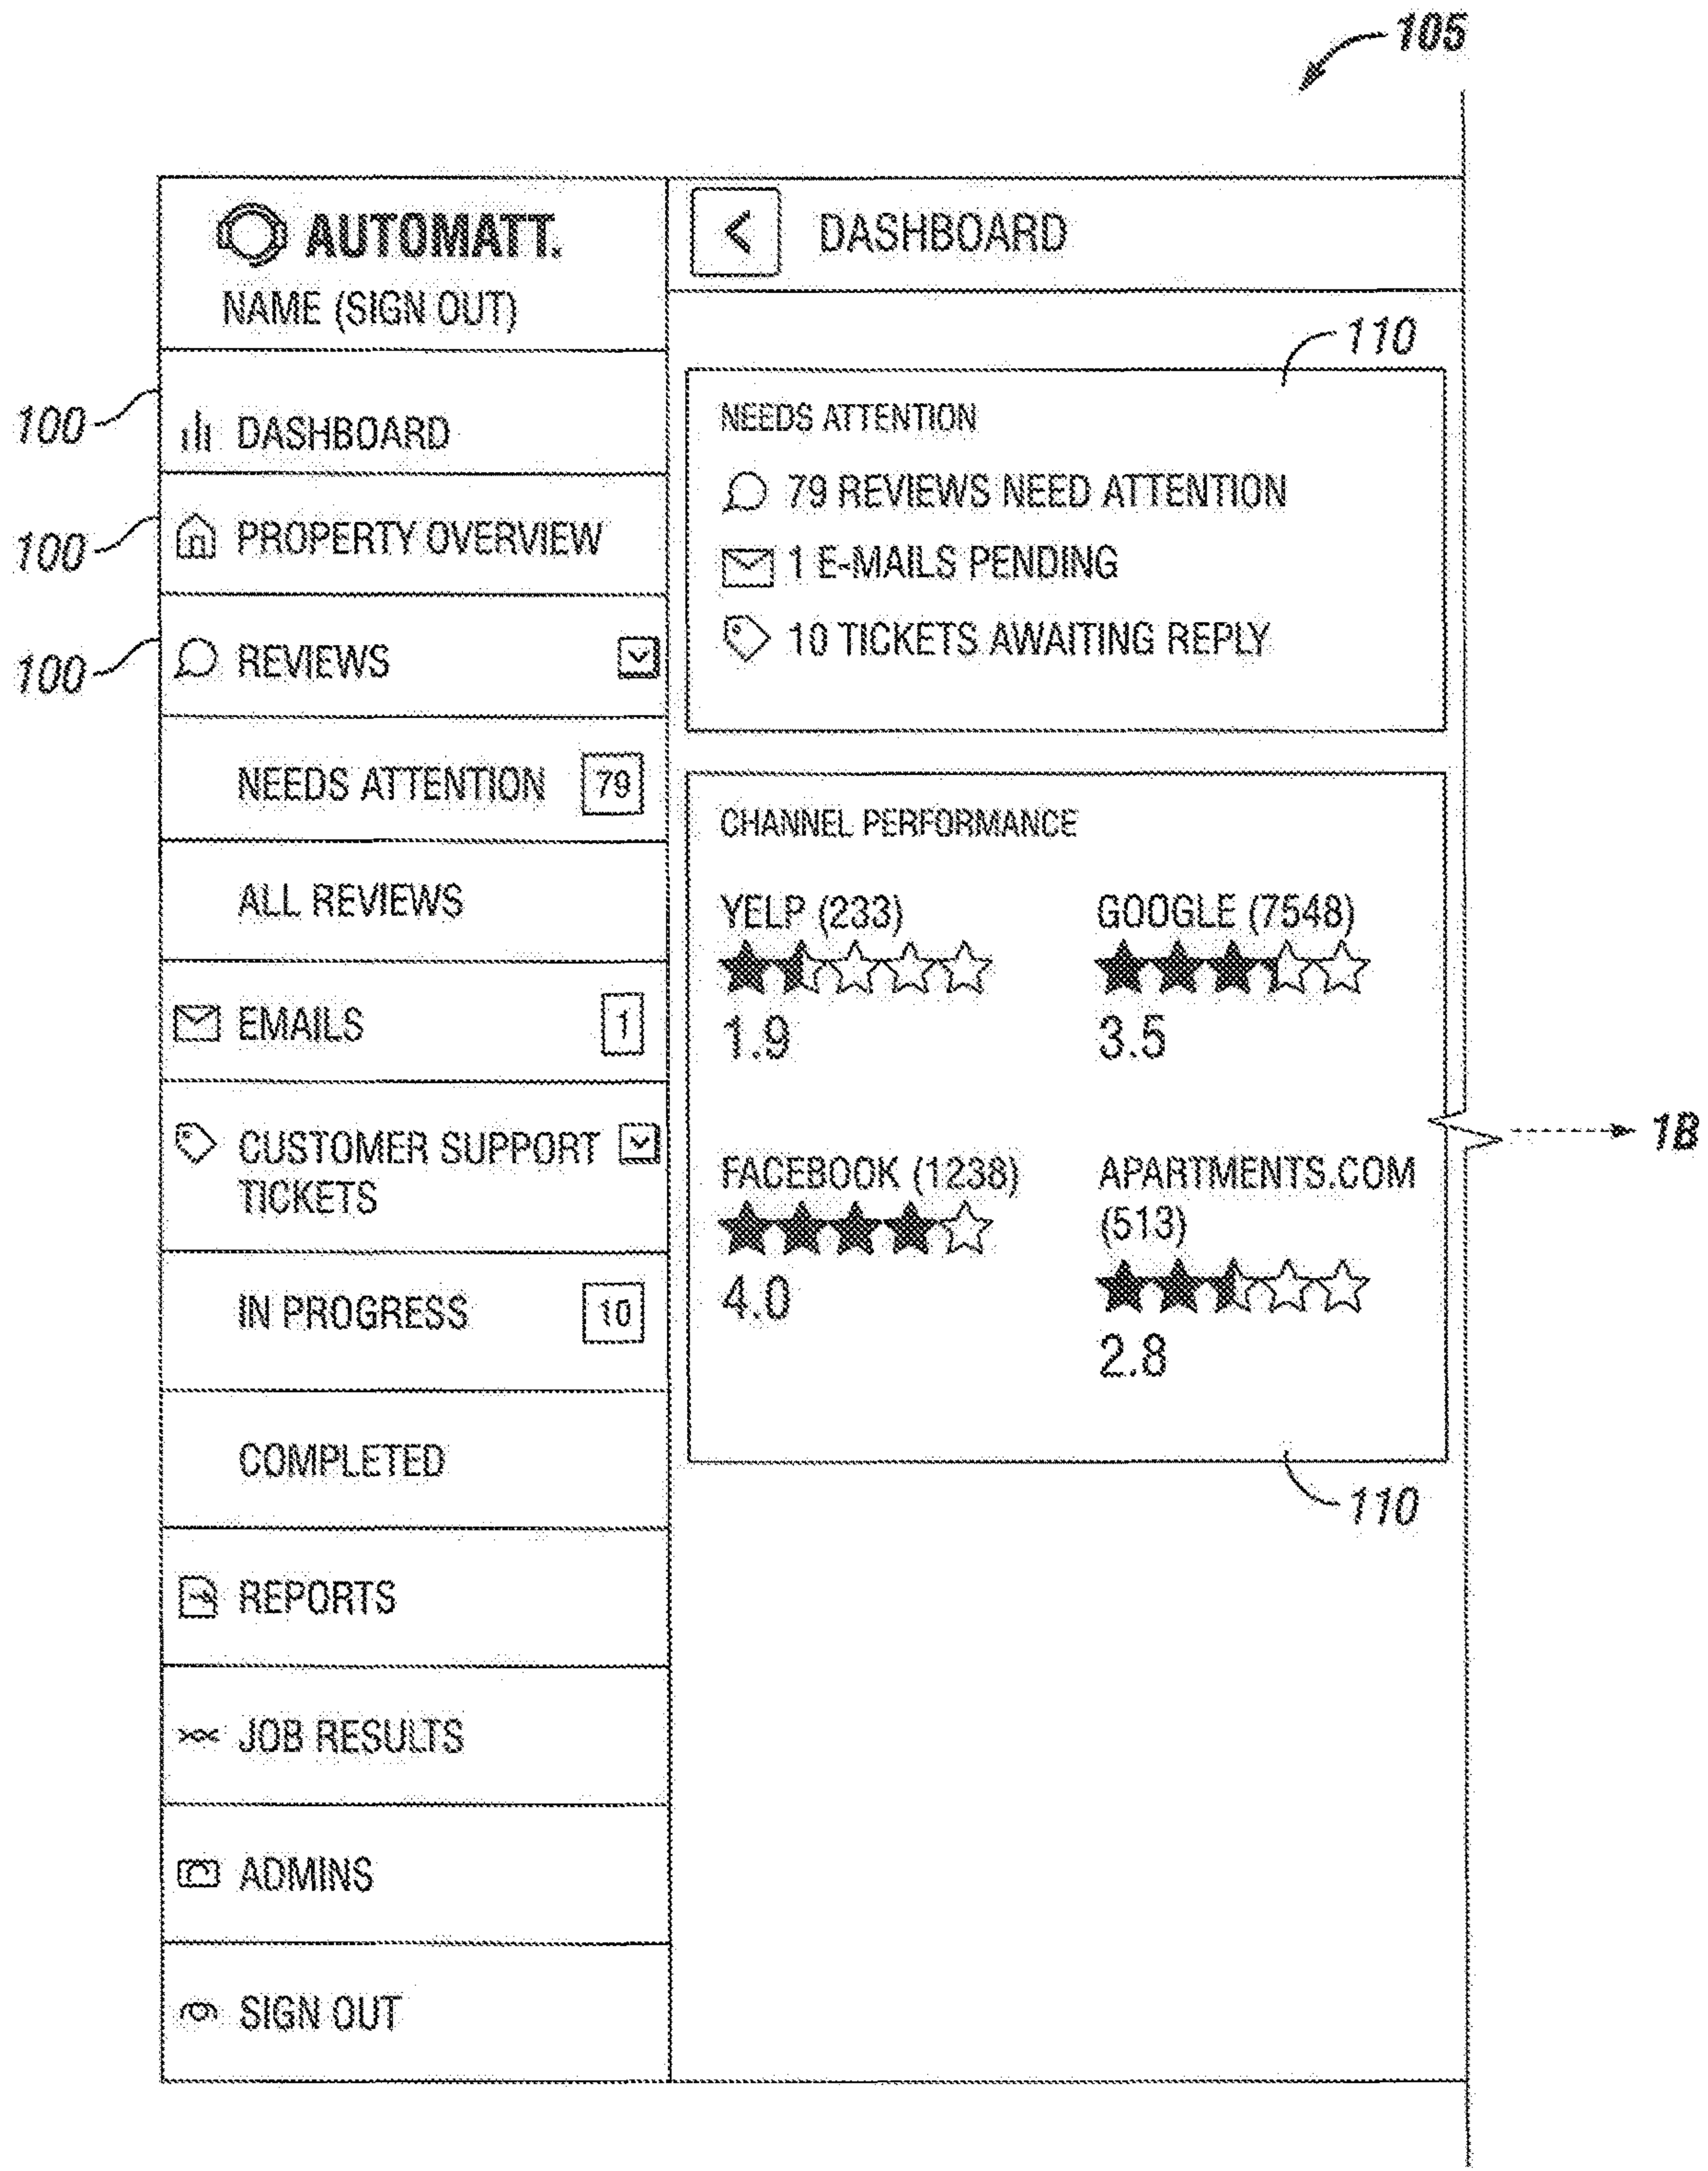 105
AUTOMATT.
NAME (SIGN OUT)
100
DASHBOARD
100
PROPERTY OVERVIEW
100
REVIEWS
NEEDS ATTENTION 79
ALL REVIEWS
EMAILS 1
CUSTOMER SUPPORT
TICKETS
IN PROGRESS 10
COMPLETED
REPORTS
JOB RESULTS
ADMINS
SIGN OUT
< DASHBOARD
110
NEEDS ATTENTION
79 REVIEWS NEED ATTENTION
1 E-MAILS PENDING
10 TICKETS AWAITING REPLY
CHANNEL PERFORMANCE
YELP (233)
1.9
GOOGLE (7548)
3.5
FACEBOOK (1238)
4.0
APARTMENTS.COM
(513)
2.8
110
1B